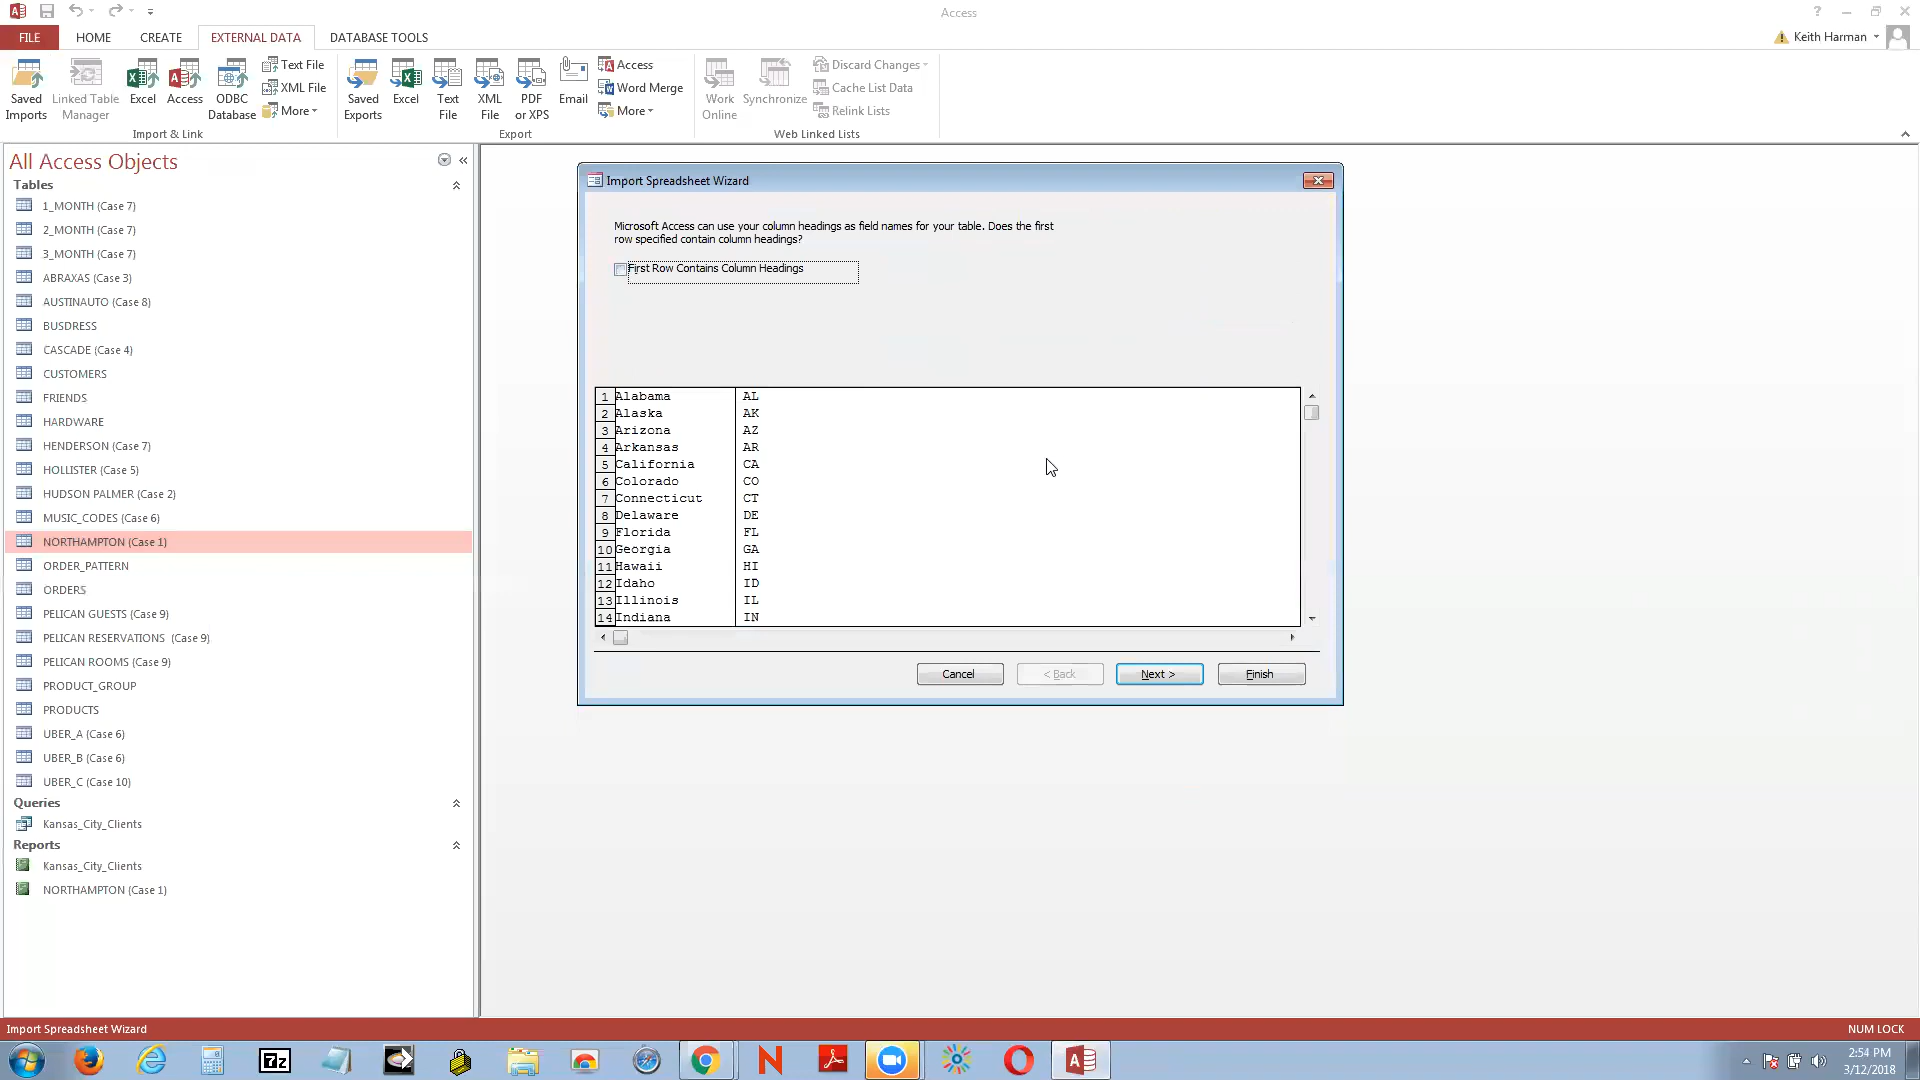 Access
?
Keith Harman
FILE
HOME
CREATE
EXTERNAL DATA
DATABASE TOOLS
Saved Imports
Linked Table Manager
Excel
Access
ODBC Database
Text File
XML File
More
Import & Link
Saved Exports
Excel
Text File
XML File
PDF or XPS
Email
Access
Word Merge
More
Export
Work Online
Synchronize
Discard Changes
Cache List Data
Relink Lists
Web Linked Lists
All Access Objects
Tables
1_MONTH (Case 7)
2_MONTH (Case 7)
3_MONTH (Case 7)
ABRAXAS (Case 3)
AUSTINAUTO (Case 8)
BUSDRESS
CASCADE (Case 4)
CUSTOMERS
FRIENDS
HARDWARE
HENDERSON (Case 7)
HOLLISTER (Case 5)
HUDSON PALMER (Case 2)
MUSIC_CODES (Case 6)
NORTHAMPTON (Case 1)
ORDER_PATTERN
ORDERS
PELICAN GUESTS (Case 9)
PELICAN RESERVATIONS (Case 9)
PELICAN ROOMS (Case 9)
PRODUCT_GROUP
PRODUCTS
UBER_A (Case 6)
UBER_B (Case 6)
UBER_C (Case 10)
Queries
Kansas_City_Clients
Reports
Kansas_City_Clients
NORTHAMPTON (Case 1)
Import Spreadsheet Wizard
Microsoft Access can use your column headings as field names for your table. Does the first
row specified contain column headings?
First Row Contains Column Headings
1 Alabama AL
2 Alaska AK
3 Arizona AZ
4 Arkansas AR
5 California CA
6 Colorado CO
7 Connecticut CT
8 Delaware DE
9 Florida FL
10 Georgia GA
11 Hawaii HI
12 Idaho ID
13 Illinois IL
14 Indiana IN
Cancel
< Back
Next >
Finish
Import Spreadsheet Wizard
NUM LOCK
7z
2:54 PM
3/12/2018